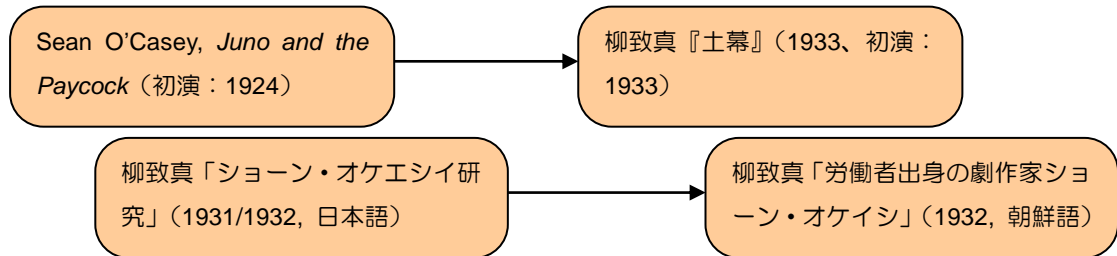 Sean O’Casey, Juno and the
Paycock（初演：1924）
柳致真『土幕』（1933、初演：
1933）
柳致真「ショーン・オケエシイ研
究」（1931/1932, 日本語）
柳致真「労働者出身の劇作家ショ
ーン・オケイシ」（1932, 朝鮮語）